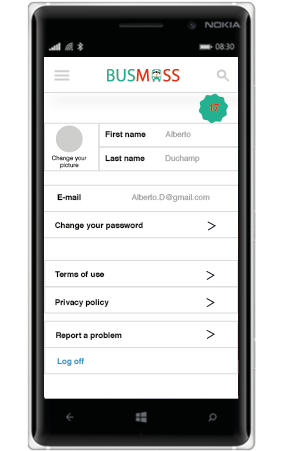 NOKIA
08:30
BUSMOSS
17
First name Alberto
Change your picture
Last name Duchamp
E-mail Alberto.D@gmail.com
Change your password
Terms of use
Privacy policy
Report a problem
Log off